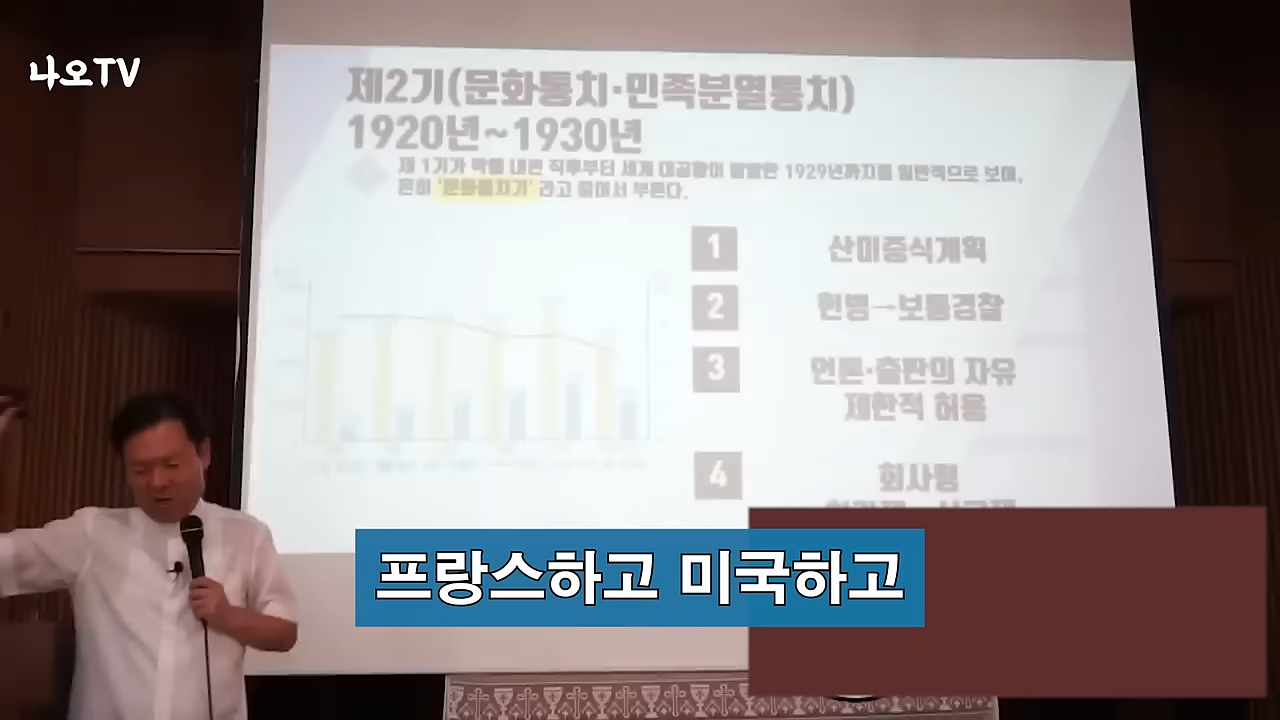 나오TV
제2기(문화통치·민족분열통치)
1920년~1930년
제 1기가 막을 내린 직후부터 세계 대공황이 발발한 1929년까지를 일반적으로 보며,
흔히 '문화통치기' 라고 줄여서 부른다.
1 산미증식계획
2 헌병→보통경찰
3 언론·출판의 자유
제한적 허용
4 회사령
프랑스하고 미국하고